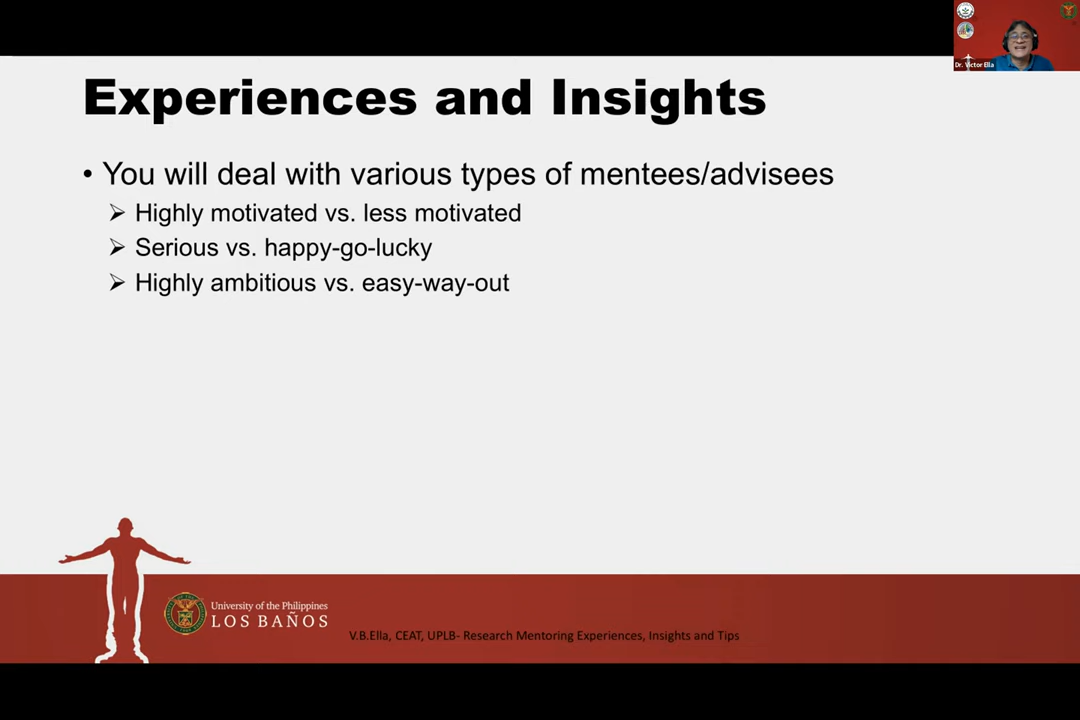 Dr. Victor Ella
Experiences and Insights
• You will deal with various types of mentees/advisees
➢ Highly motivated vs. less motivated
➢ Serious vs. happy-go-lucky
➢ Highly ambitious vs. easy-way-out
University of the Philippines
LOS BAÑOS
V.B.Ella, CEAT, UPLB- Research Mentoring Experiences, Insights and Tips